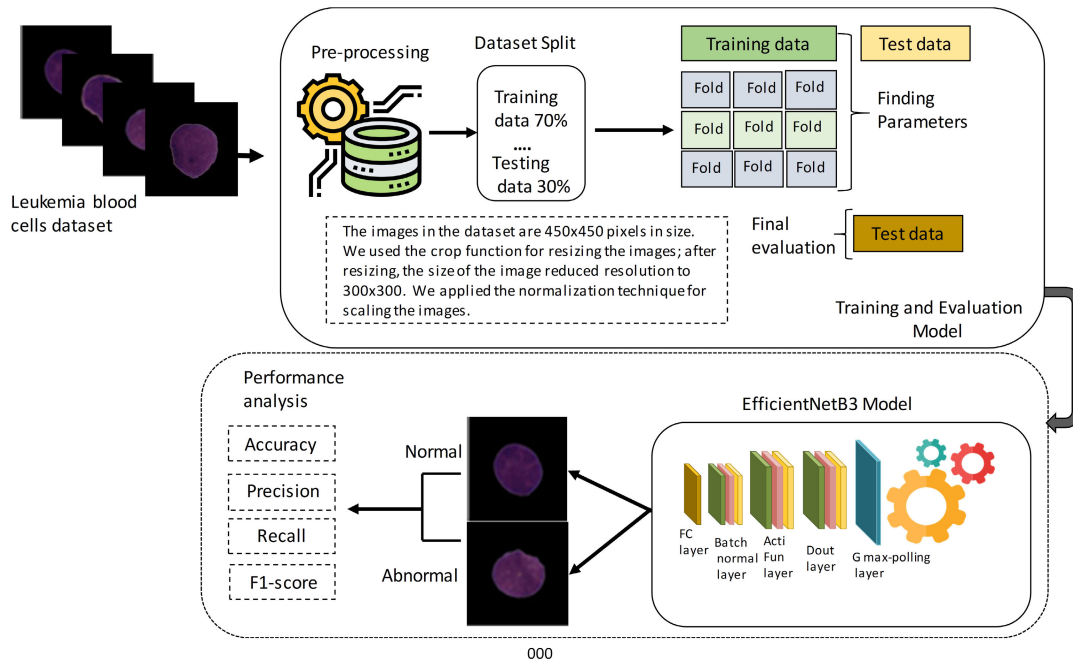 Leukemia blood
cells dataset
Pre-processing
Dataset Split
Training
data 70%
....
Testing
data 30%
Training data
Test data
Fold Fold Fold
Fold Fold Fold
Fold Fold Fold
Finding
Parameters
Final
evaluation
Test data
The images in the dataset are 450x450 pixels in size.
We used the crop function for resizing the images; after
resizing, the size of the image reduced resolution to
300x300. We applied the normalization technique for
scaling the images.
Training and Evaluation
Model
Performance
analysis
Accuracy
Precision
Recall
F1-score
Normal
Abnormal
EfficientNetB3 Model
FC
layer
Batch
normal
layer
Acti
Fun
layer
Dout
layer
G max-polling
layer
000